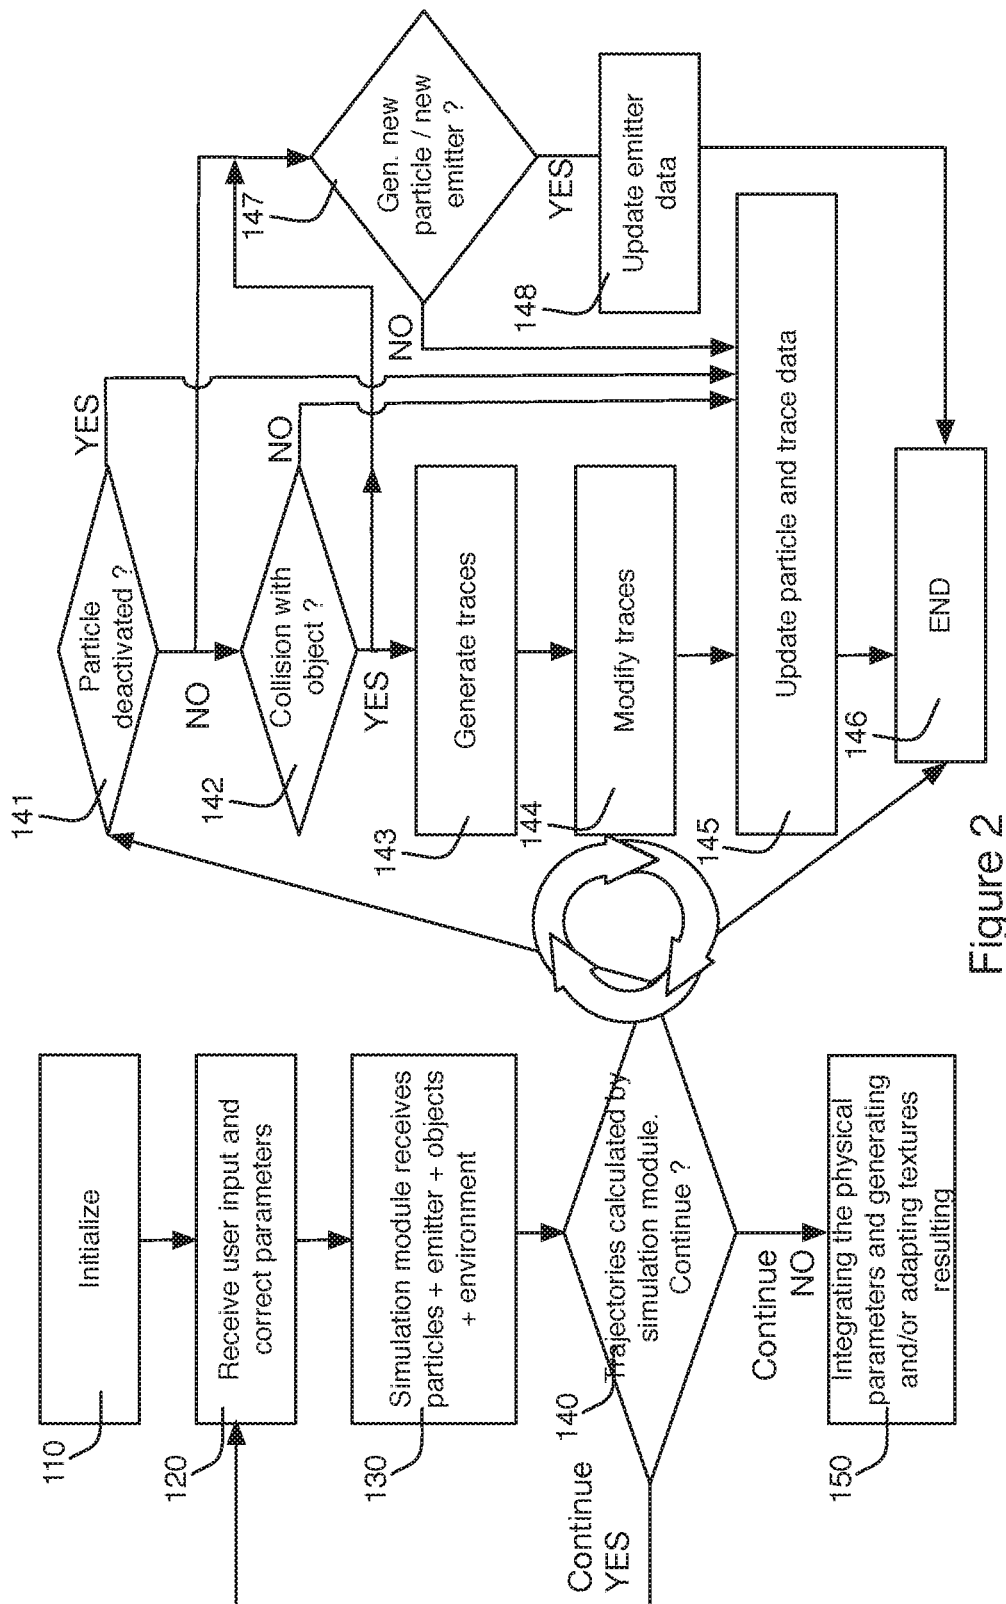 110
Initialize
120
Receive user input and
correct parameters
130
Simulation module receives
particles + emitter + objects
+ environment
140
Trajectories calculated by
simulation module.
Continue ?
Continue
YES
Continue
NO
150
Integrating the physical
parameters and generating
and/or adapting textures
resulting
141
Particle
deactivated ?
YES
NO
142
Collision with
object ?
NO
YES
143
Generate traces
144
Modify traces
145
Update particle and trace data
146
END
147
Gen. new
particle / new
emitter ?
NO
YES
148
Update emitter
data
Figure 2